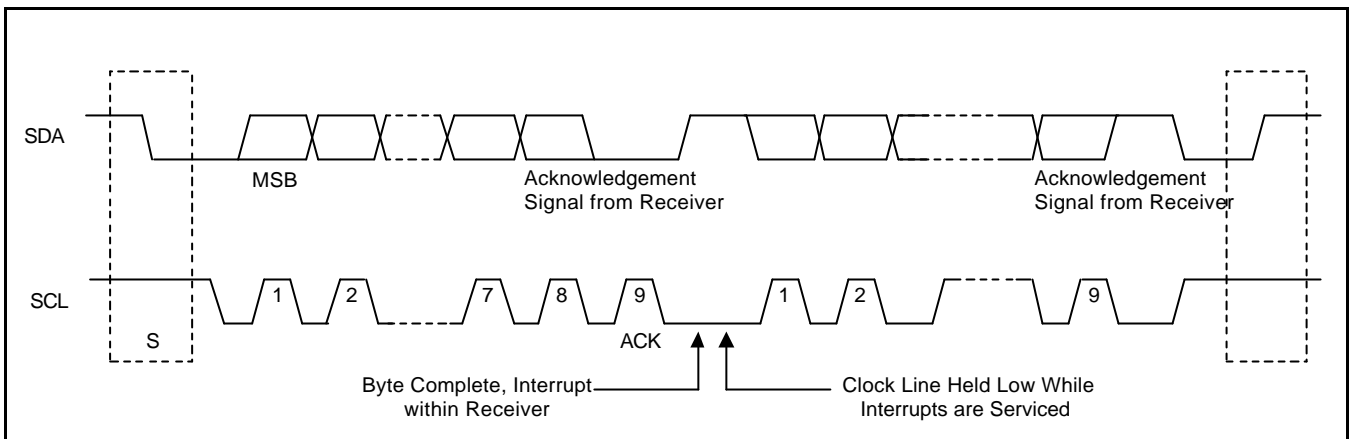 SDA
MSB
Acknowledgement
Signal from Receiver
Acknowledgement
Signal from Receiver
SCL
1
2
7
8
9
1
2
9
S
ACK
Byte Complete, Interrupt
within Receiver
Clock Line Held Low While
Interrupts are Serviced